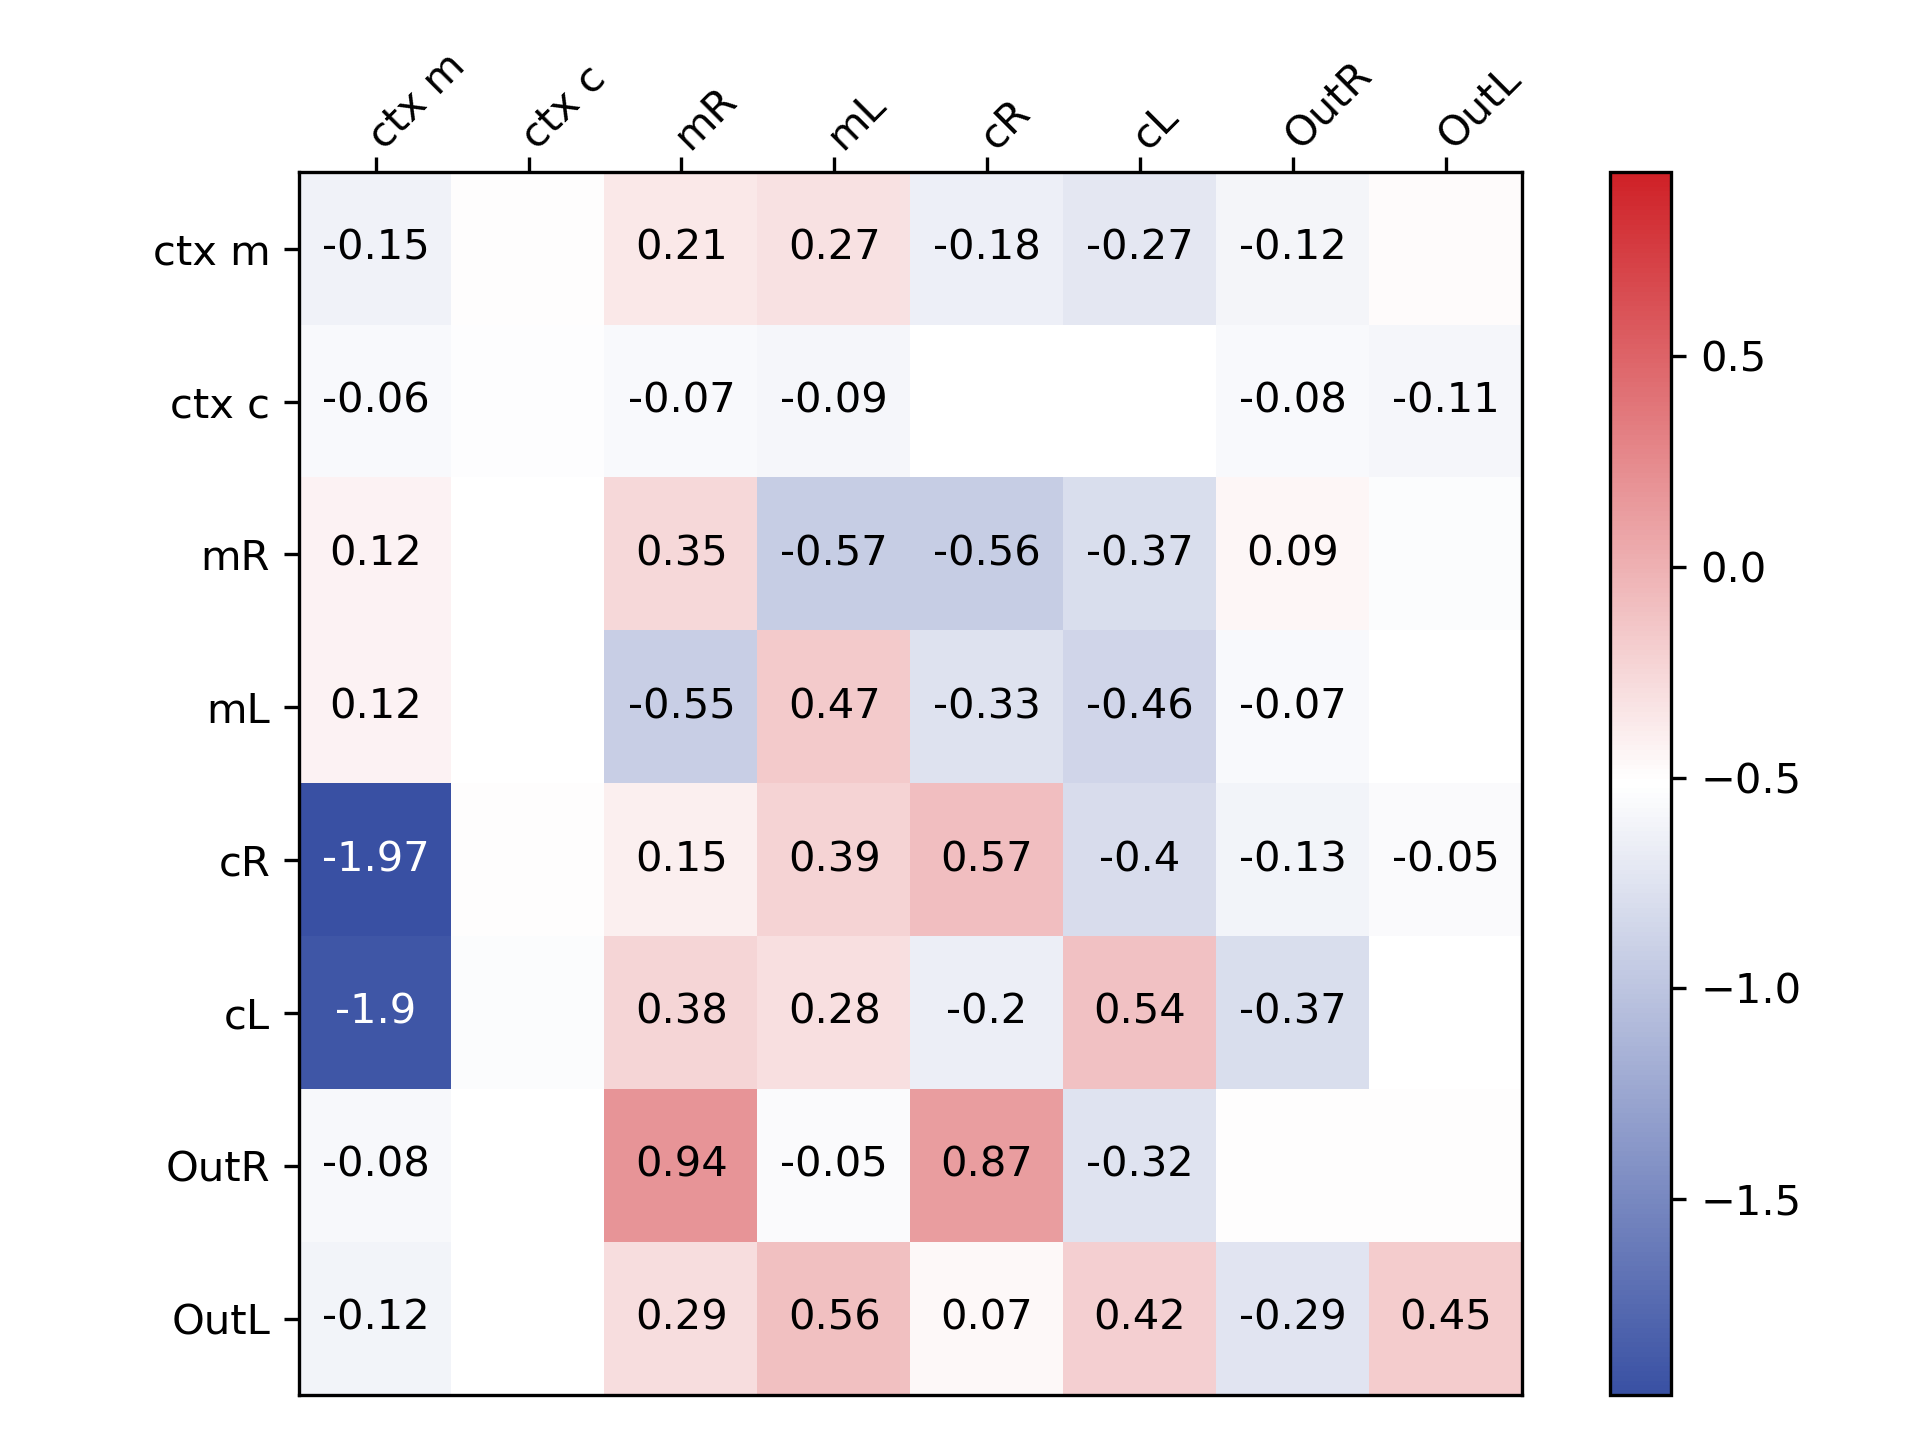 ctx m ctx c mR mL cR cL OutR OutL
ctx m -0.15 0.21 0.27 -0.18 -0.27 -0.12
ctx c -0.06 -0.07 -0.09 -0.08 -0.11
mR 0.12 0.35 -0.57 -0.56 -0.37 0.09
mL 0.12 -0.55 0.47 -0.33 -0.46 -0.07
cR -1.97 0.15 0.39 0.57 -0.4 -0.13 -0.05
cL -1.9 0.38 0.28 -0.2 0.54 -0.37
OutR -0.08 0.94 -0.05 0.87 -0.32
OutL -0.12 0.29 0.56 0.07 0.42 -0.29 0.45
0.5
0.0
−0.5
−1.0
−1.5